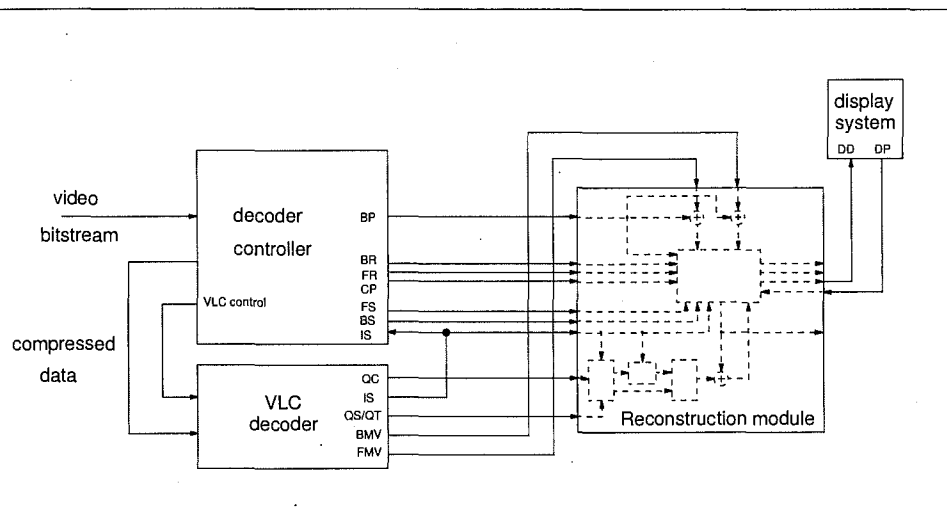 display
system
DD DP
video
bitstream
decoder
controller
BP
BR
FR
CP
VLC control
FS
BS
IS
compressed
data
VLC
decoder
QC
IS
QS/QT
BMV
FMV
Reconstruction module